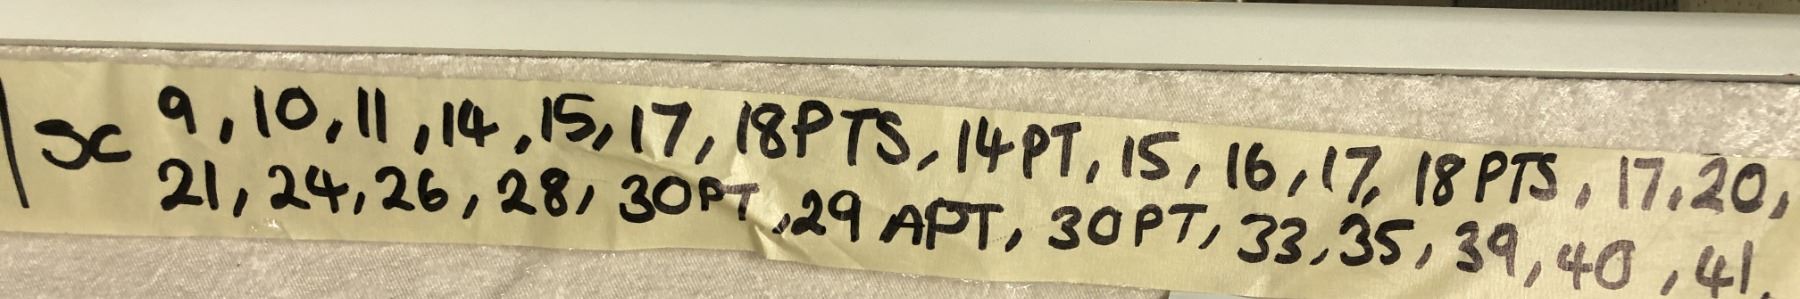 SC 9, 10, 11, 14, 15, 17, 18PTS, 14PT, 15, 16, 17, 18PTS, 17, 20,
21, 24, 26, 28, 30PT, 29 APT, 30PT, 33, 35, 39, 40, 41,